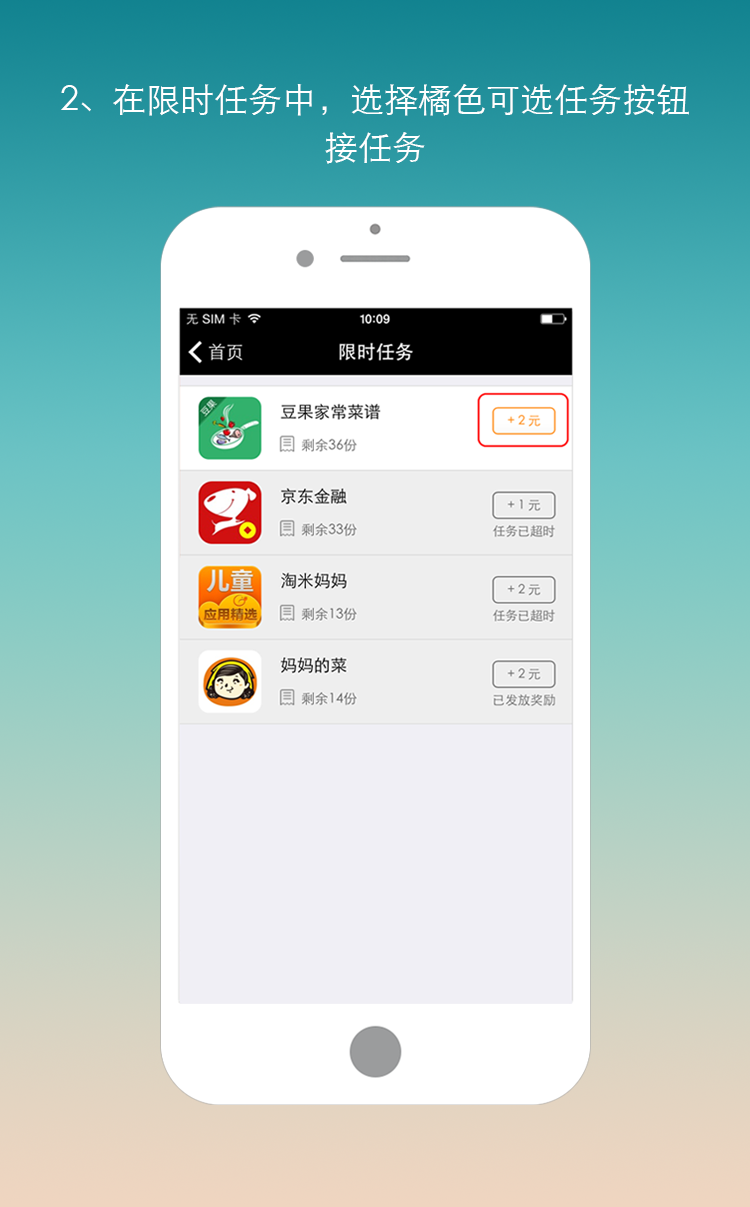 2、在限时任务中，选择橘色可选任务按钮
接任务
无 SIM 卡
10:09
首页
限时任务
豆果
豆果家常菜谱
剩余36份
+2元
京东金融
剩余33份
+1元
任务已超时
儿童
应用精选
淘米妈妈
剩余13份
+2元
任务已超时
妈妈的菜
剩余14份
+2元
已发放奖励